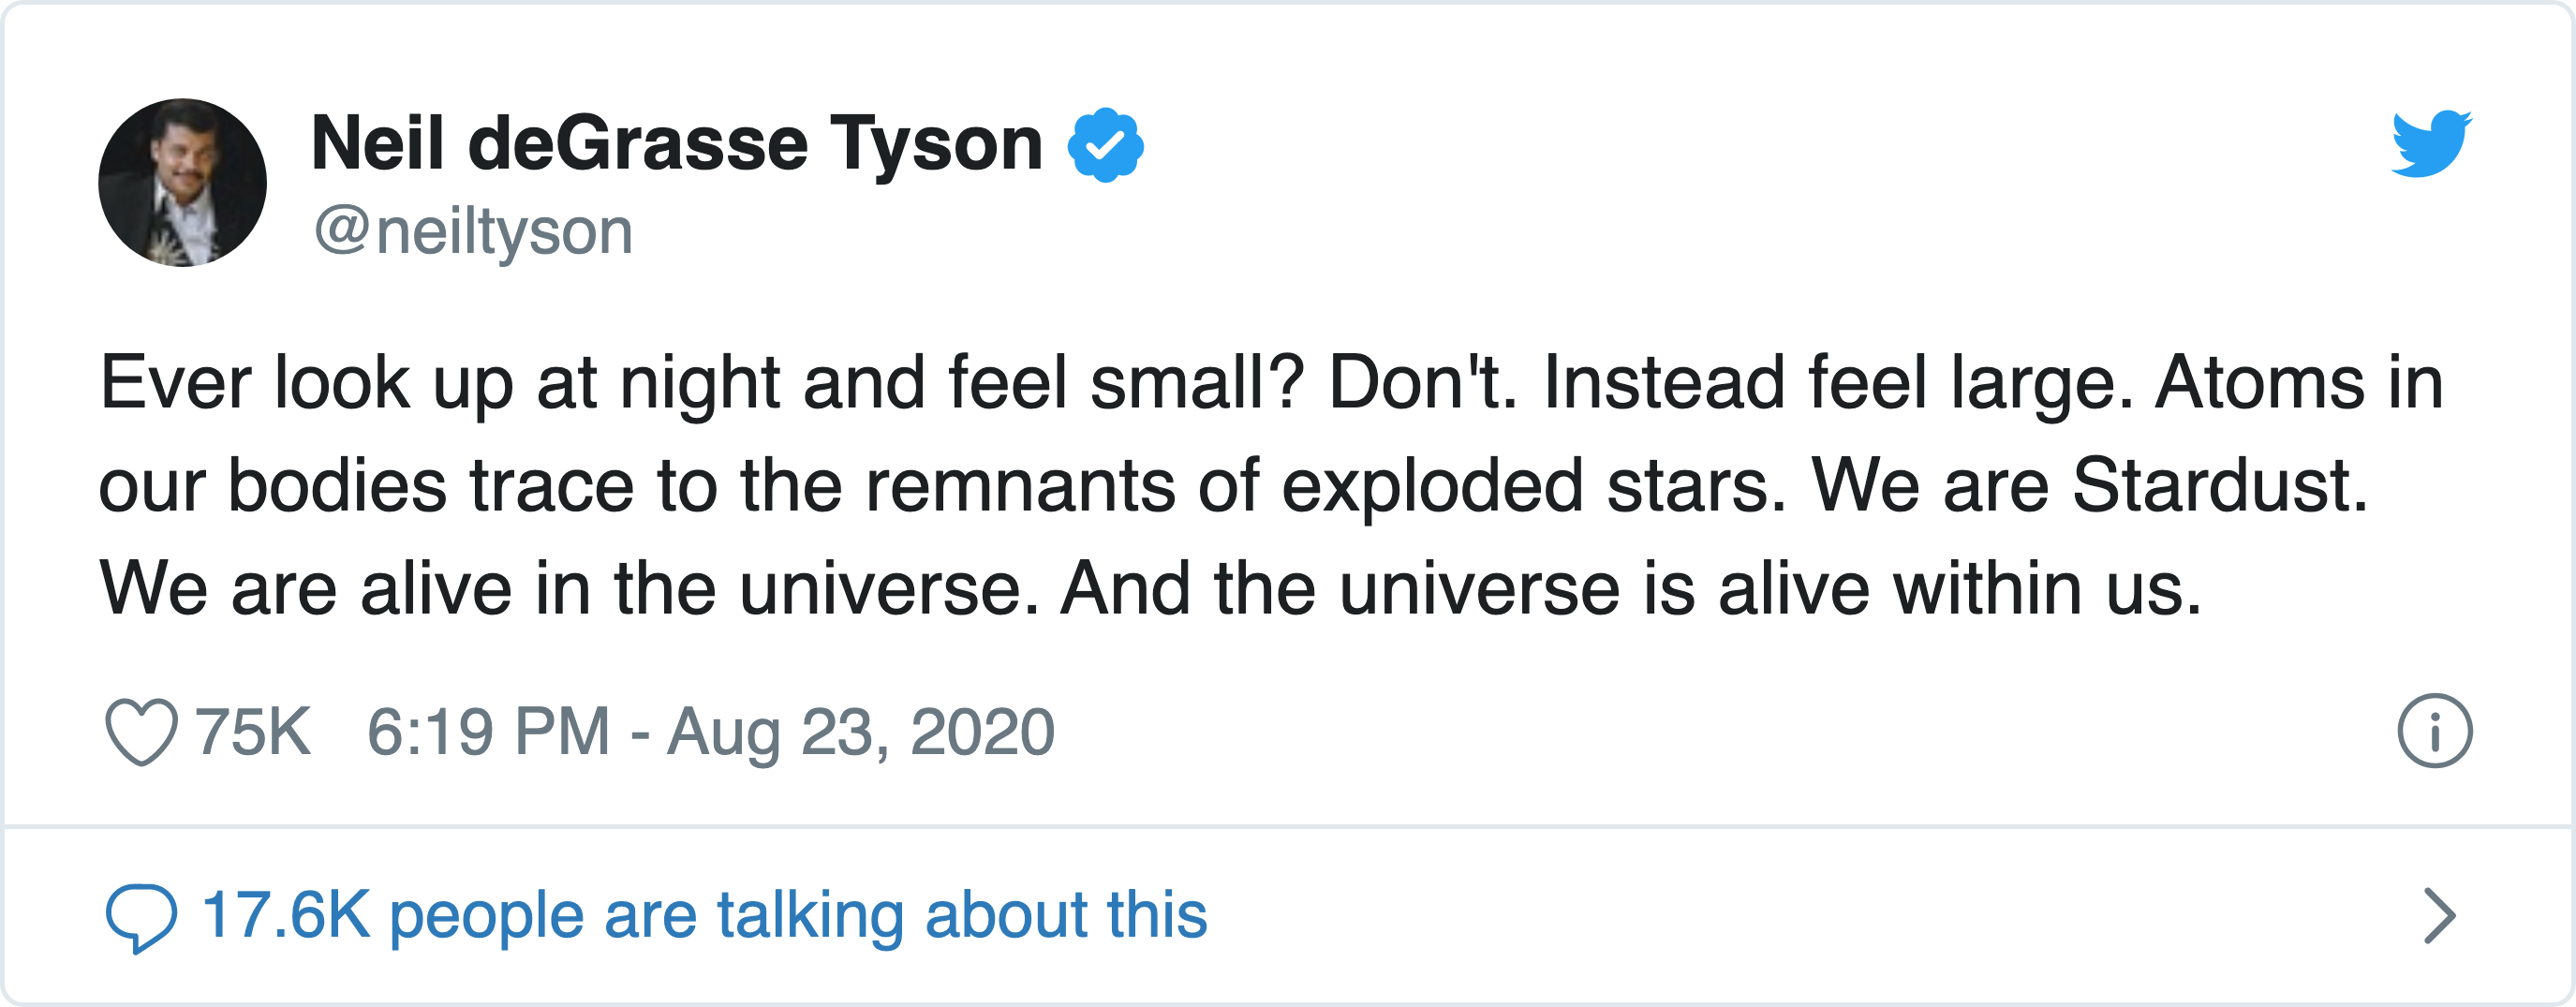 Neil deGrasse Tyson
@neiltyson
Ever look up at night and feel small? Don't. Instead feel large. Atoms in
our bodies trace to the remnants of exploded stars. We are Stardust.
We are alive in the universe. And the universe is alive within us.
75K 6:19 PM - Aug 23, 2020
17.6K people are talking about this